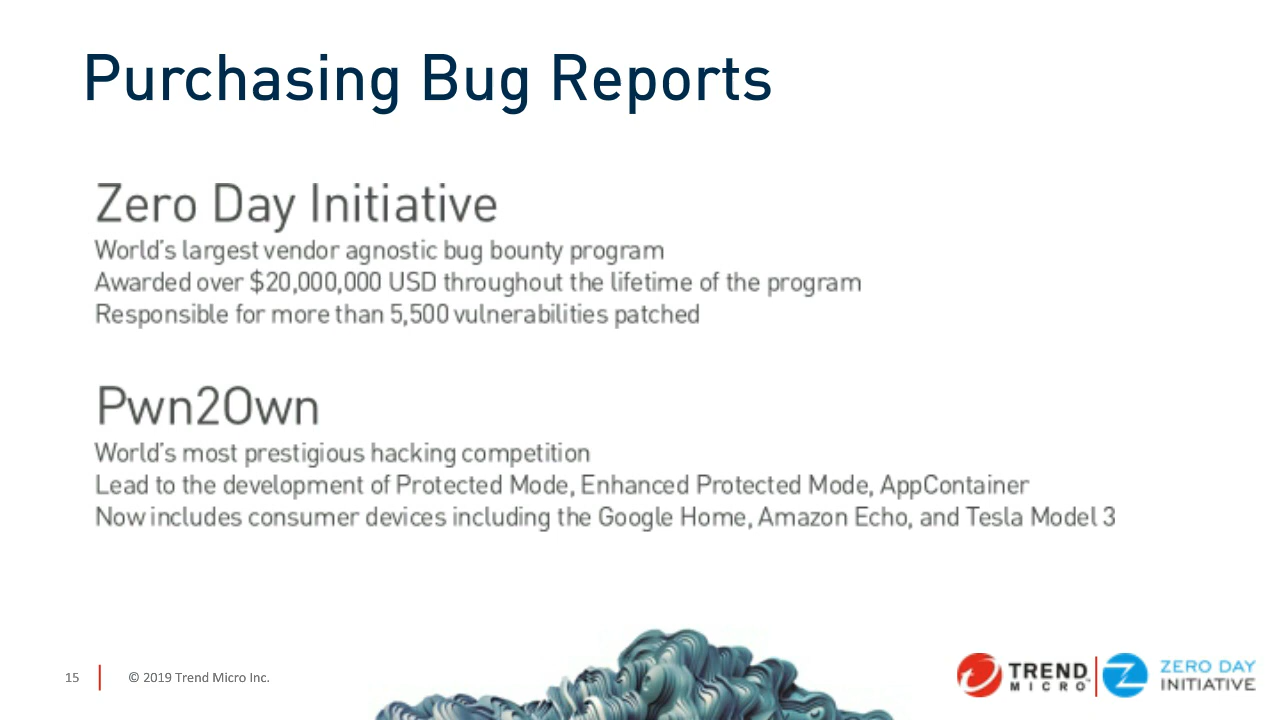 Purchasing Bug Reports
Zero Day Initiative
World's largest vendor agnostic bug bounty program
Awarded over $20,000,000 USD throughout the lifetime of the program
Responsible for more than 5,500 vulnerabilities patched
Pwn2Own
World's most prestigious hacking competition
Lead to the development of Protected Mode, Enhanced Protected Mode, AppContainer
Now includes consumer devices including the Google Home, Amazon Echo, and Tesla Model 3
15
© 2019 Trend Micro Inc.
TREND
MICRO™
ZERO DAY
INITIATIVE